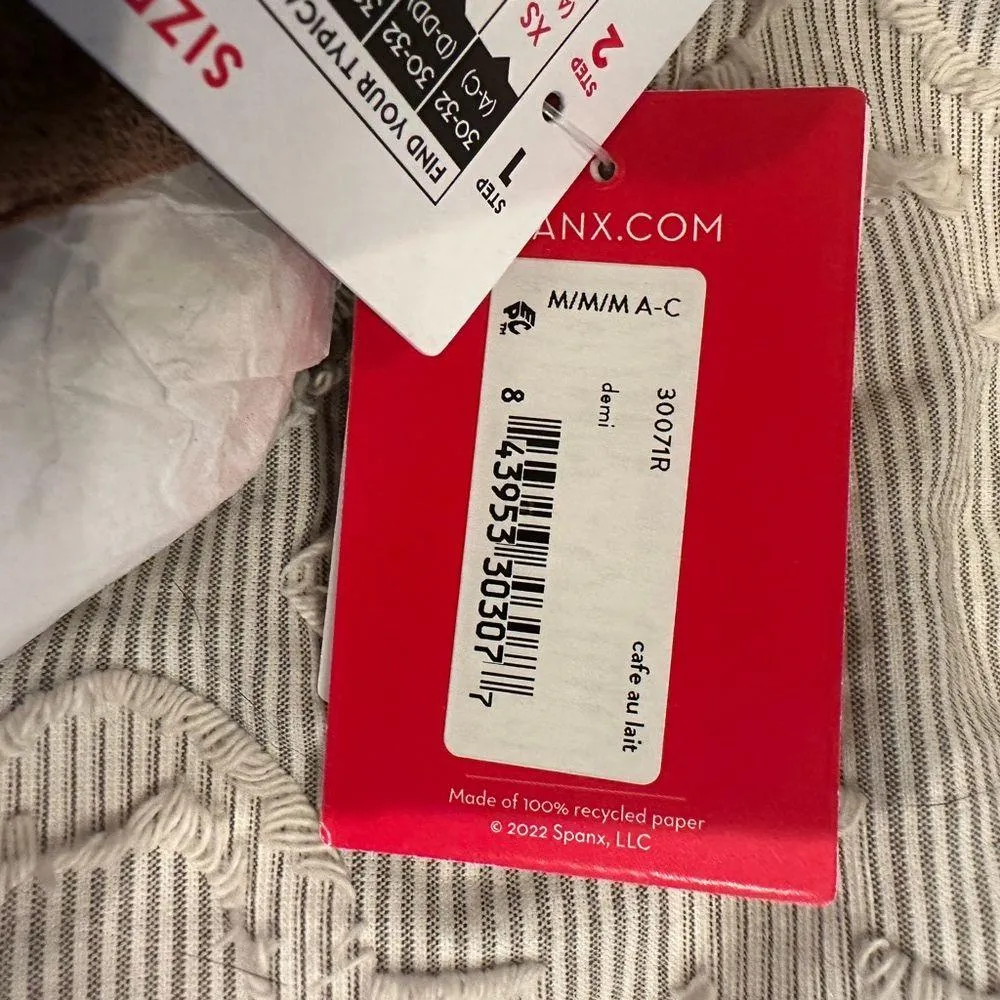 SIZE
FIND YOUR TYPICA
30-32
(A-C)
30-32
(D-DD)
XS
STEP
1
STEP
2
ANX.COM
M/M/M A-C
30071R
demi
cafe au lait
8 43953 30307 7
Made of 100% recycled paper
© 2022 Spanx, LLC